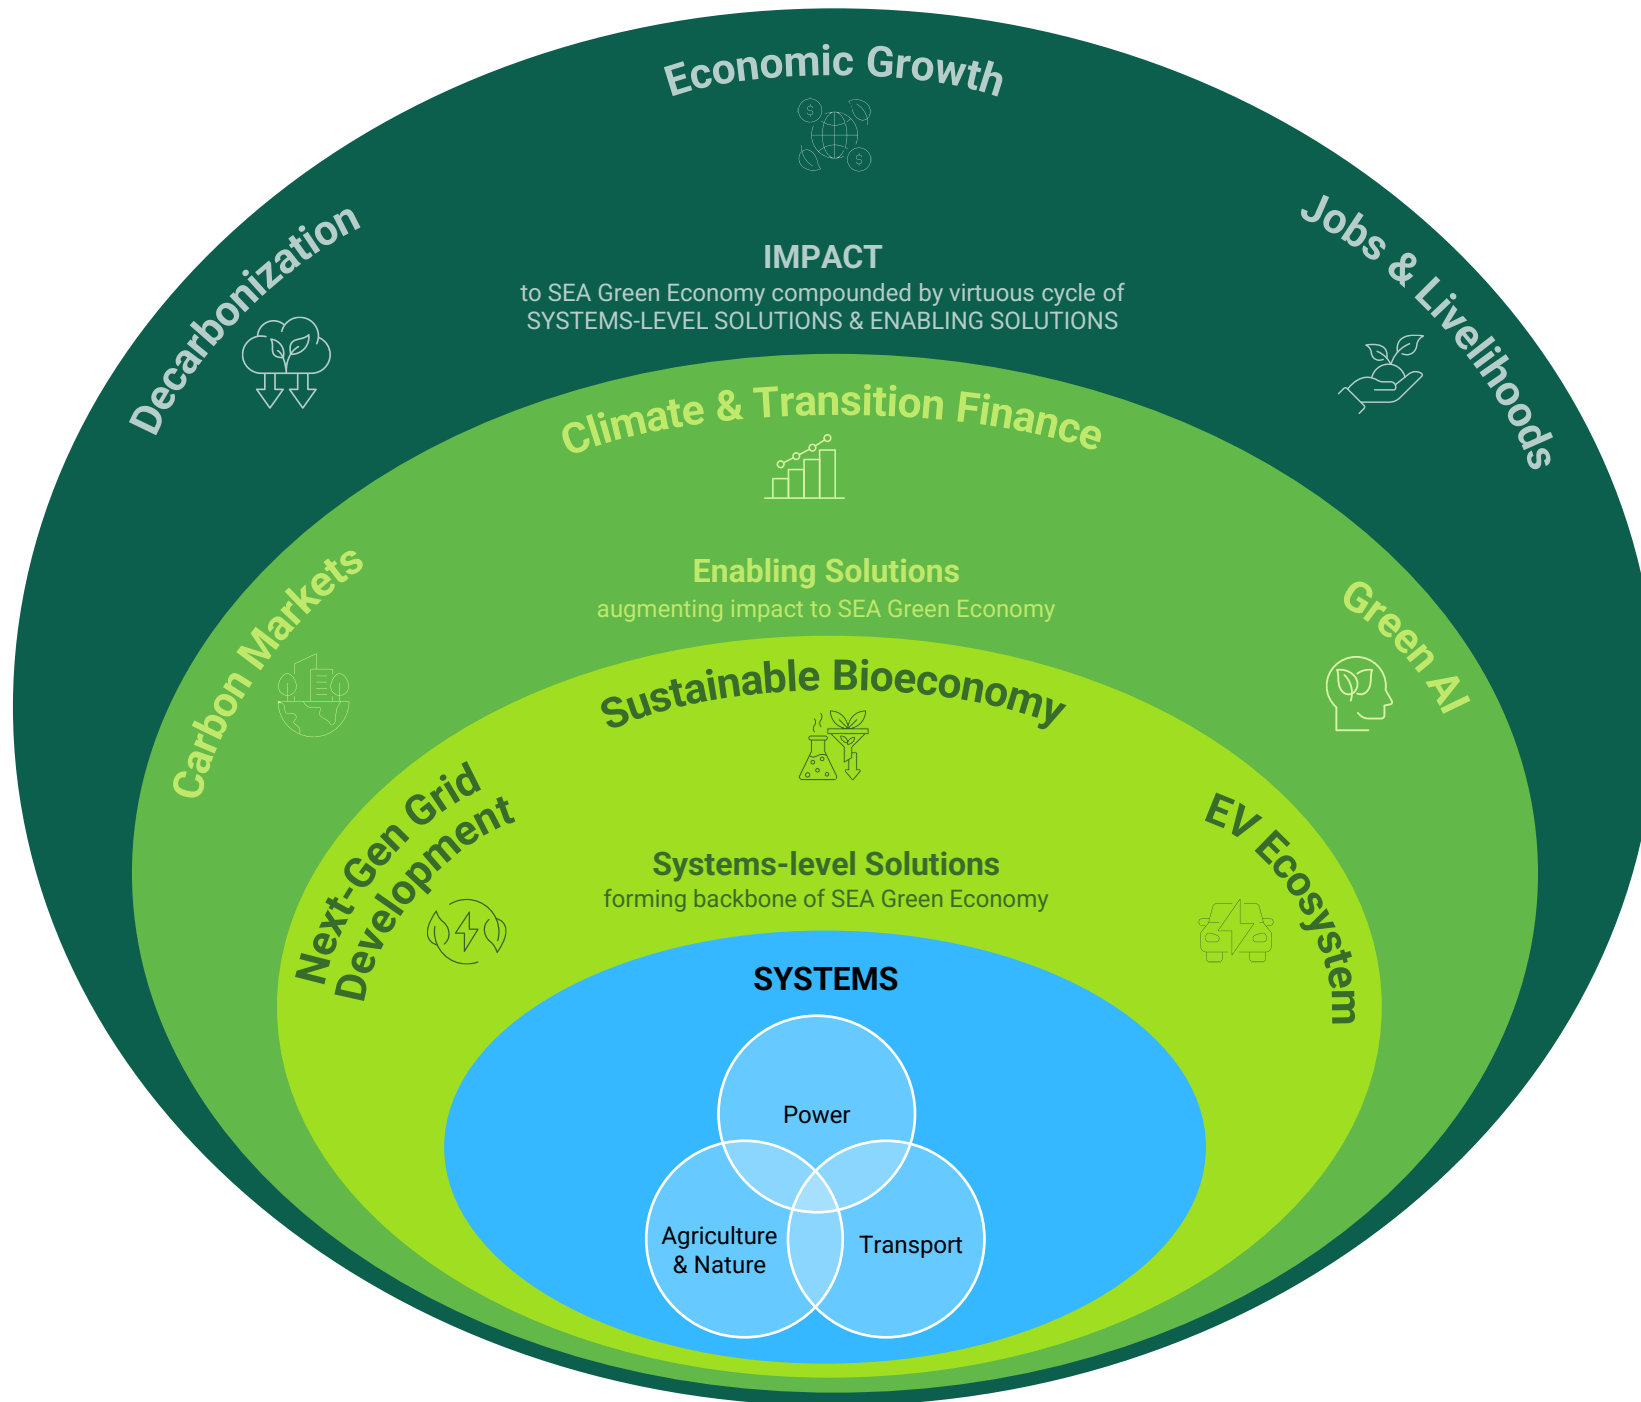 Economic Growth
Decarbonization
Jobs & Livelihoods
IMPACT
to SEA Green Economy compounded by virtuous cycle of
SYSTEMS-LEVEL SOLUTIONS & ENABLING SOLUTIONS
Climate & Transition Finance
Carbon Markets
Green AI
Enabling Solutions
augmenting impact to SEA Green Economy
Sustainable Bioeconomy
Next-Gen Grid
Development
EV Ecosystem
Systems-level Solutions
forming backbone of SEA Green Economy
SYSTEMS
Power
Agriculture
& Nature
Transport